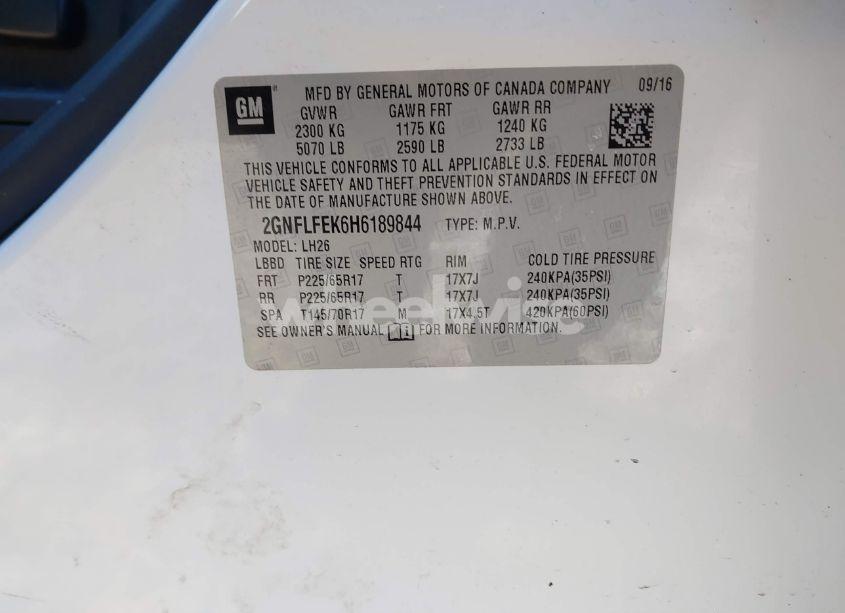 GM
MFD BY GENERAL MOTORS OF CANADA COMPANY 09/16
GVWR GAWR FRT GAWR RR
2300 KG 1175 KG 1240 KG
5070 LB 2590 LB 2733 LB
THIS VEHICLE CONFORMS TO ALL APPLICABLE U.S. FEDERAL MOTOR
VEHICLE SAFETY AND THEFT PREVENTION STANDARDS IN EFFECT ON
THE DATE OF MANUFACTURE SHOWN ABOVE.
2GNFLFEK6H6189844 TYPE: M.P.V.
MODEL: LH26
LBBD TIRE SIZE SPEED RTG RIM COLD TIRE PRESSURE
FRT P225/65R17 T 17X7J 240KPA(35PSI)
RR P225/65R17 T 17X7J 240KPA(35PSI)
SPA T145/70R17 M 17X4.5T 420KPA(60PSI)
SEE OWNER'S MANUAL FOR MORE INFORMATION.